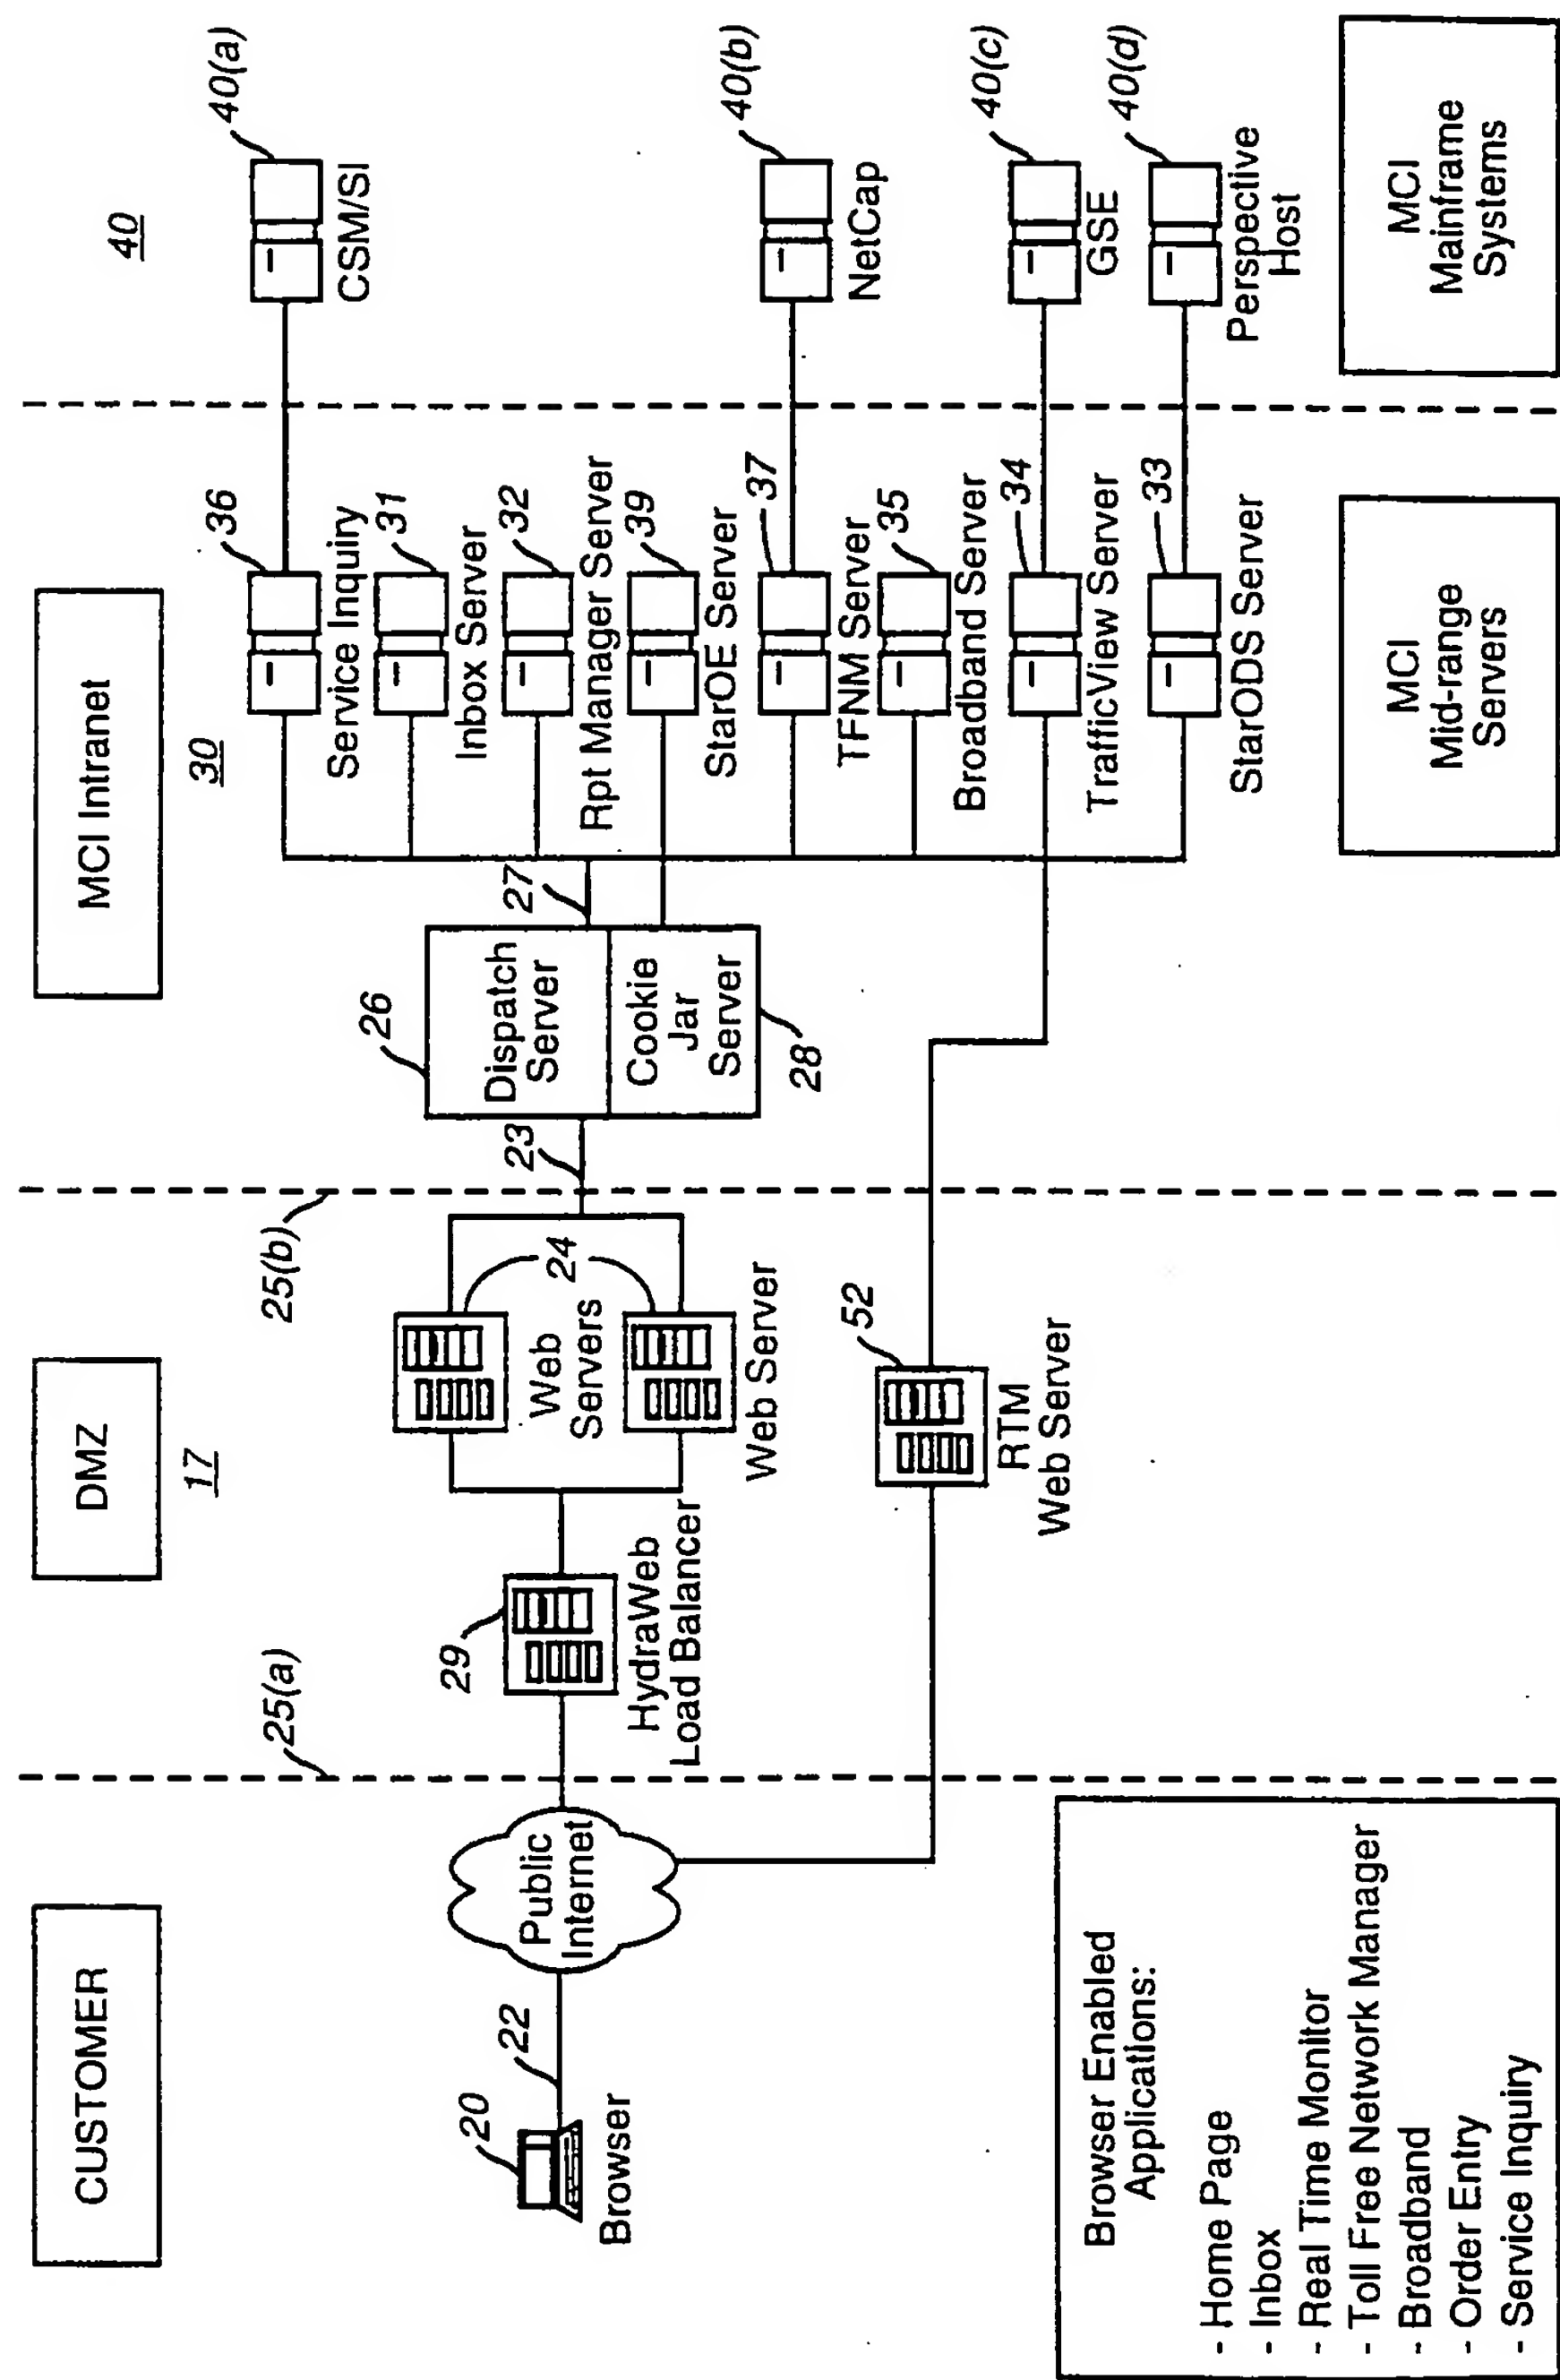 CUSTOMER
DMZ
17
MCI Intranet
30
40
25(a)
25(b)
20
22
Browser
Public
Internet
29
HydraWeb
Load Balancer
24
Web
Servers
Web Server
52
RTM
Web Server
23
26
Dispatch
Server
27
Cookie
Jar
Server
28
36
Service Inquiry
31
Inbox Server
32
Rpt Manager Server
39
StarOE Server
37
TFNM Server
35
Broadband Server
34
TrafficView Server
33
StarODS Server
40(a)
CSM/SI
40(b)
NetCap
40(c)
GSE
40(d)
Perspective
Host
Browser Enabled
Applications:
- Home Page
- Inbox
- Real Time Monitor
- Toll Free Network Manager
- Broadband
- Order Entry
- Service Inquiry
MCI
Mid-range
Servers
MCI
Mainframe
Systems